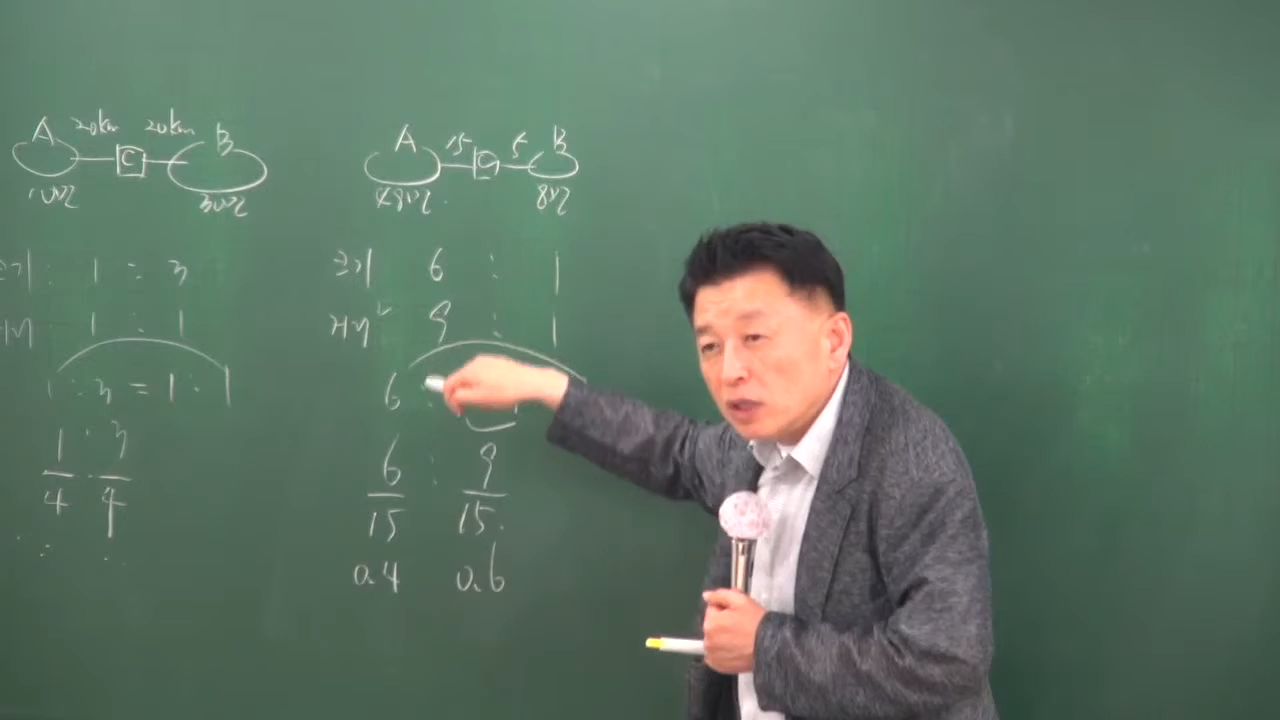 A 20km 20km B
C
10만 30만
크기 : 1 : 3
거리 1 : 1
1 : 3 = 1 : 1
1 : 3
4 4
A 15 5 B
C
48만 8만
크기 6 : 1
거리² 9 : 1
6 :
6 : 9
15 15
0.4 0.6